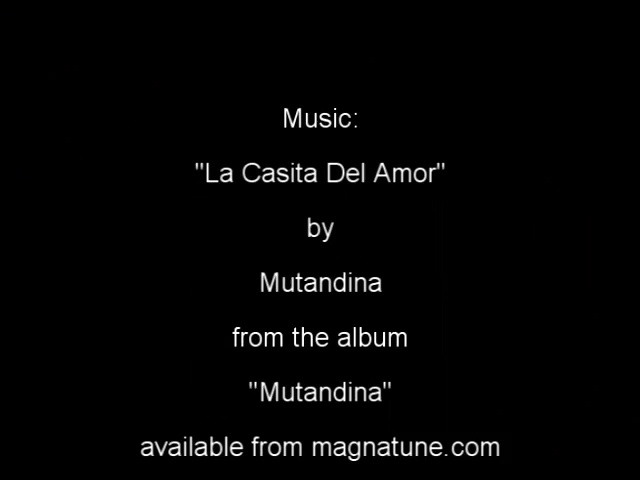 Music:
"La Casita Del Amor"
by
Mutandina
from the album
"Mutandina"
available from magnatune.com